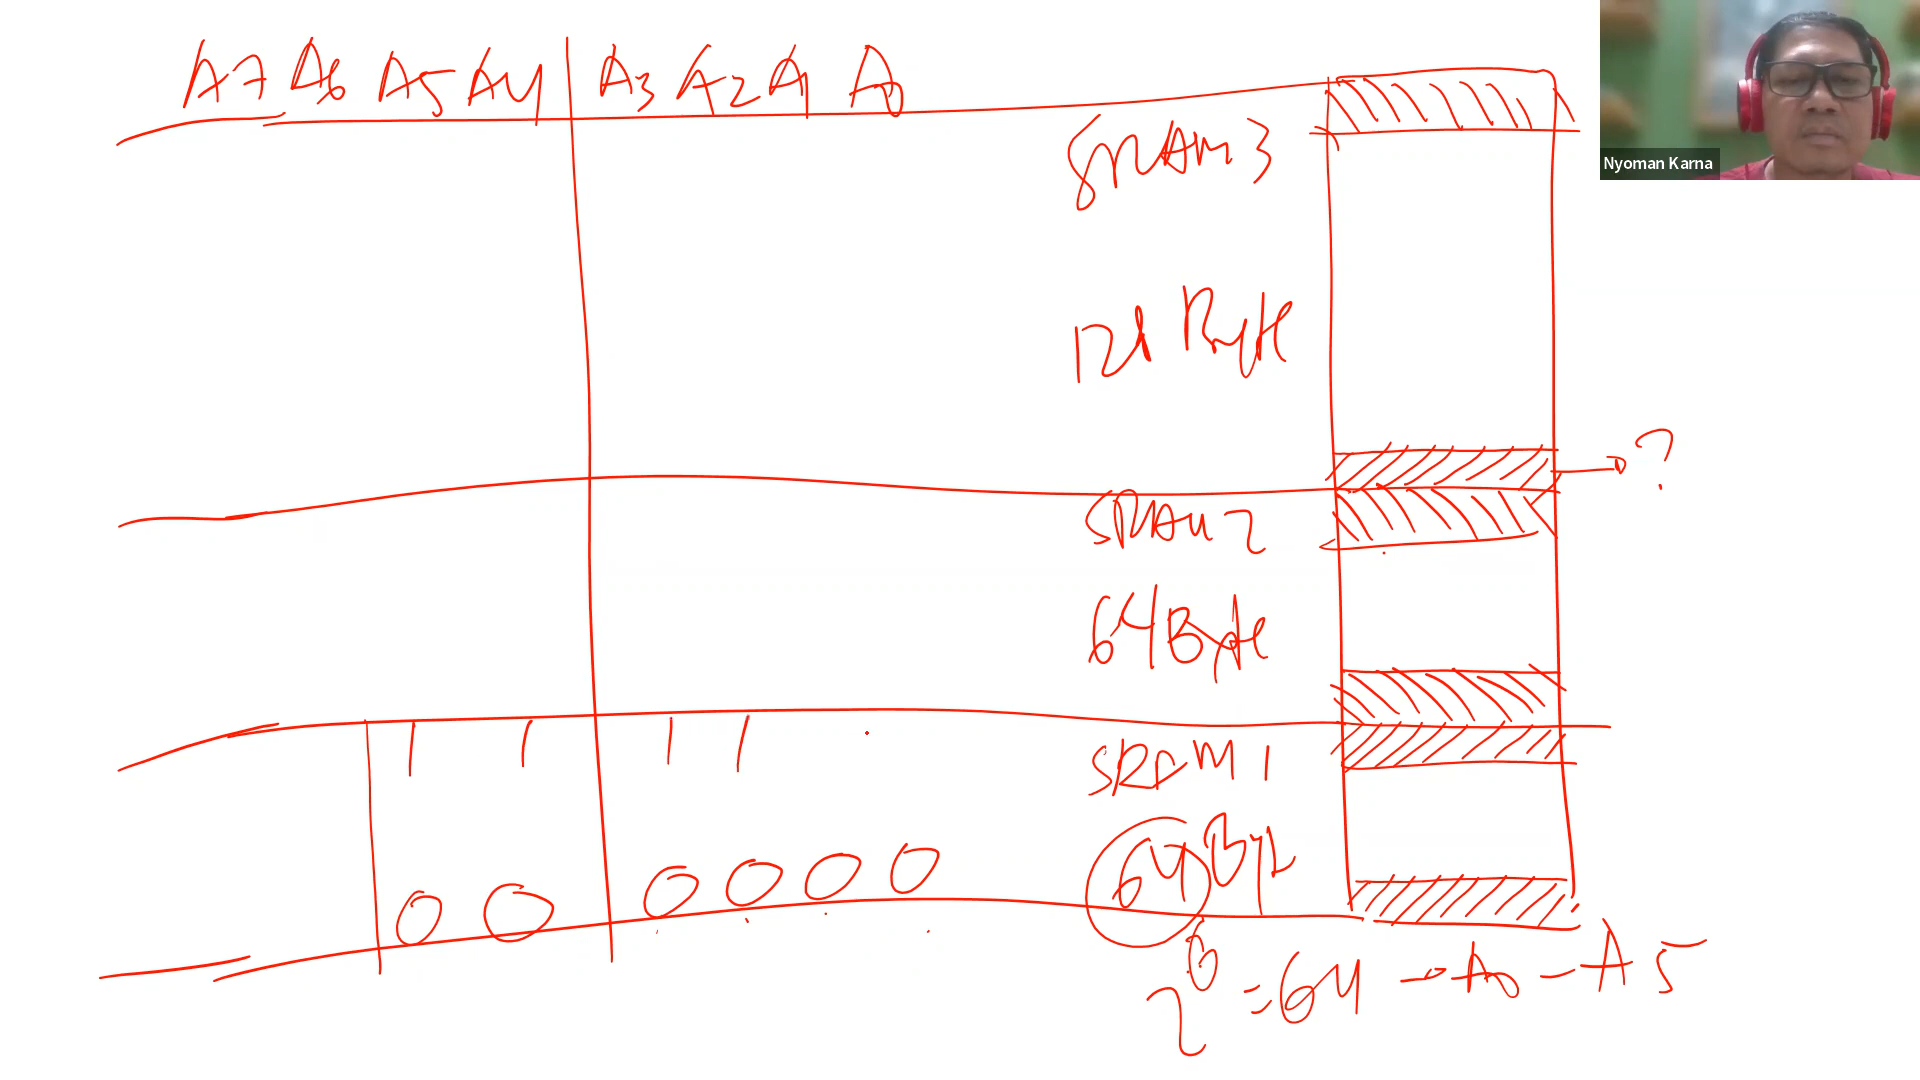 A7 A6 A5 A4 A3 A2 A1 A0
Nyoman Karna
SRAM 3
128 Byte
?
SRAM 2
64 Byte
1 1 1 1
SRAM 1
0 0 0 0 0 0
64 Byte
2^6 = 64 → A0 - A5